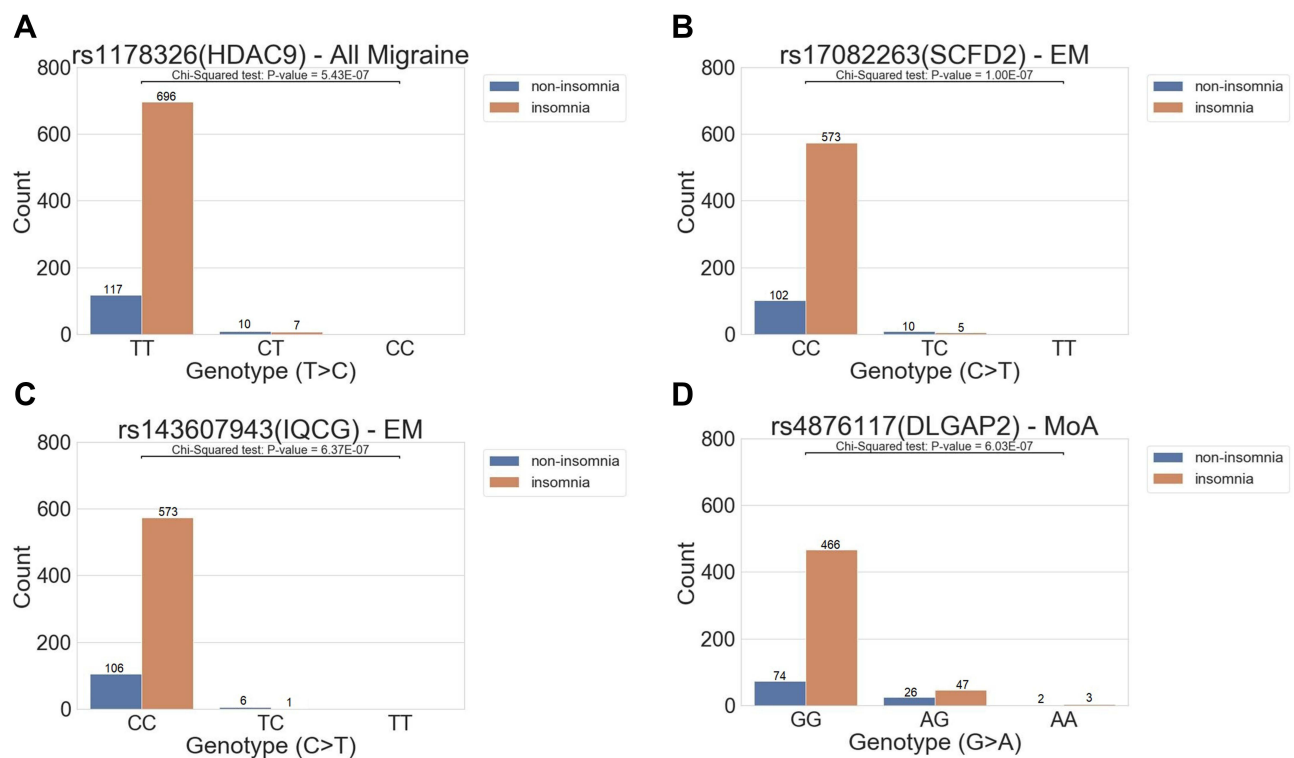 A
rs1178326(HDAC9) - All Migraine
Chi-Squared test: P-value = 5.43E-07
800
600
400
200
0
Count
696
117
10
7
TT
CT
CC
Genotype (T>C)
non-insomnia
insomnia
B
rs17082263(SCFD2) - EM
Chi-Squared test: P-value = 1.00E-07
800
600
400
200
0
Count
573
102
10
5
CC
TC
TT
Genotype (C>T)
non-insomnia
insomnia
C
rs143607943(IQCG) - EM
Chi-Squared test: P-value = 6.37E-07
800
600
400
200
0
Count
573
106
6
1
CC
TC
TT
Genotype (C>T)
non-insomnia
insomnia
D
rs4876117(DLGAP2) - MoA
Chi-Squared test: P-value = 6.03E-07
800
600
400
200
0
Count
466
74
26
47
2
3
GG
AG
AA
Genotype (G>A)
non-insomnia
insomnia